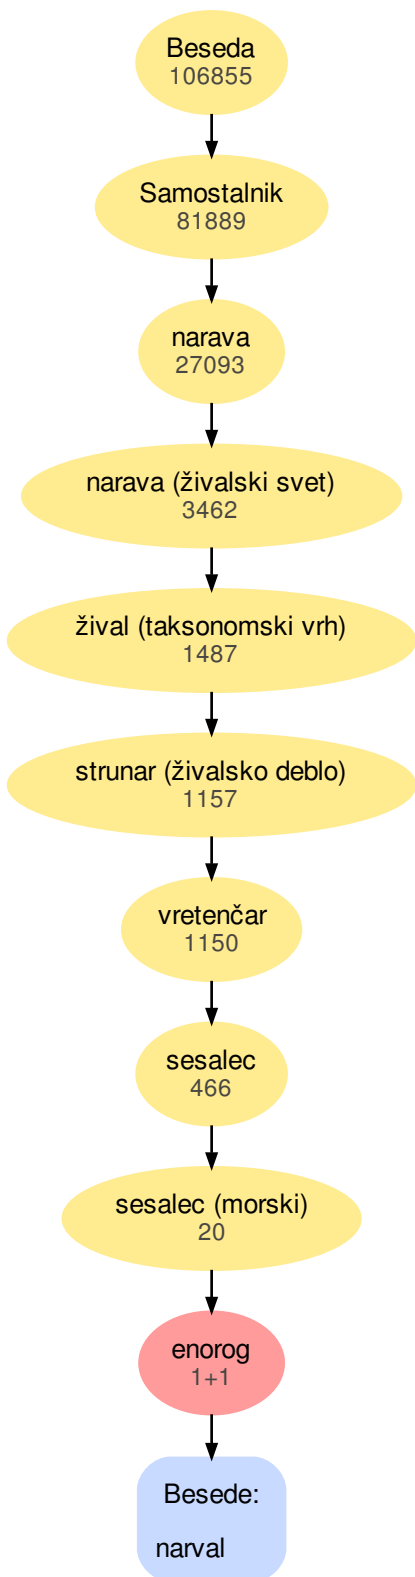 Beseda
106855
Samostalnik
81889
narava
27093
narava (živalski svet)
3462
žival (taksonomski vrh)
1487
strunar (živalsko deblo)
1157
vretenčar
1150
sesalec
466
sesalec (morski)
20
enorog
1+1
Besede:
narval